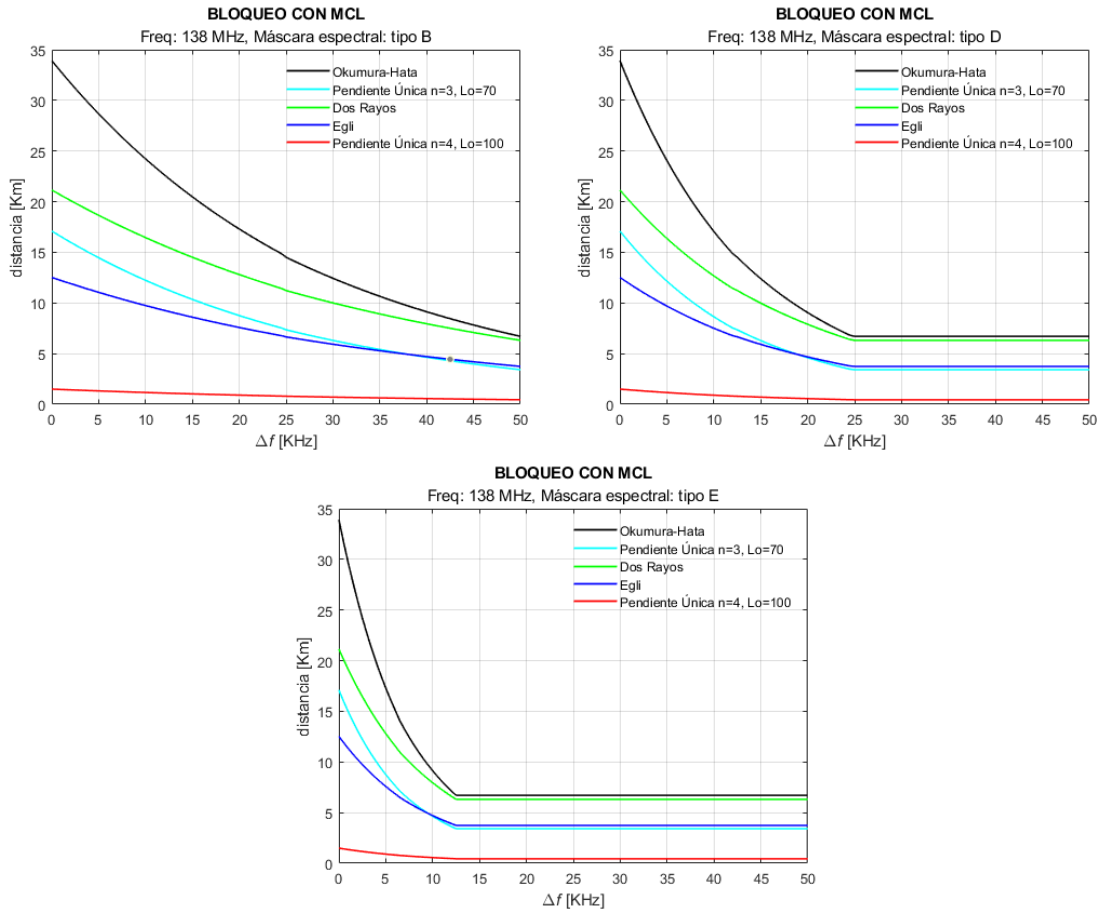 BLOQUEO CON MCL
Freq: 138 MHz, Máscara espectral: tipo B
35
30
25
20
15
10
5
0
distancia [Km]
Okumura-Hata
Pendiente Única n=3, Lo=70
Dos Rayos
Egli
Pendiente Única n=4, Lo=100
0 5 10 15 20 25 30 35 40 45 50
Δf [KHz]
BLOQUEO CON MCL
Freq: 138 MHz, Máscara espectral: tipo D
35
30
25
20
15
10
5
0
distancia [Km]
Okumura-Hata
Pendiente Única n=3, Lo=70
Dos Rayos
Egli
Pendiente Única n=4, Lo=100
0 5 10 15 20 25 30 35 40 45 50
Δf [KHz]
BLOQUEO CON MCL
Freq: 138 MHz, Máscara espectral: tipo E
35
30
25
20
15
10
5
0
distancia [Km]
Okumura-Hata
Pendiente Única n=3, Lo=70
Dos Rayos
Egli
Pendiente Única n=4, Lo=100
0 5 10 15 20 25 30 35 40 45 50
Δf [KHz]